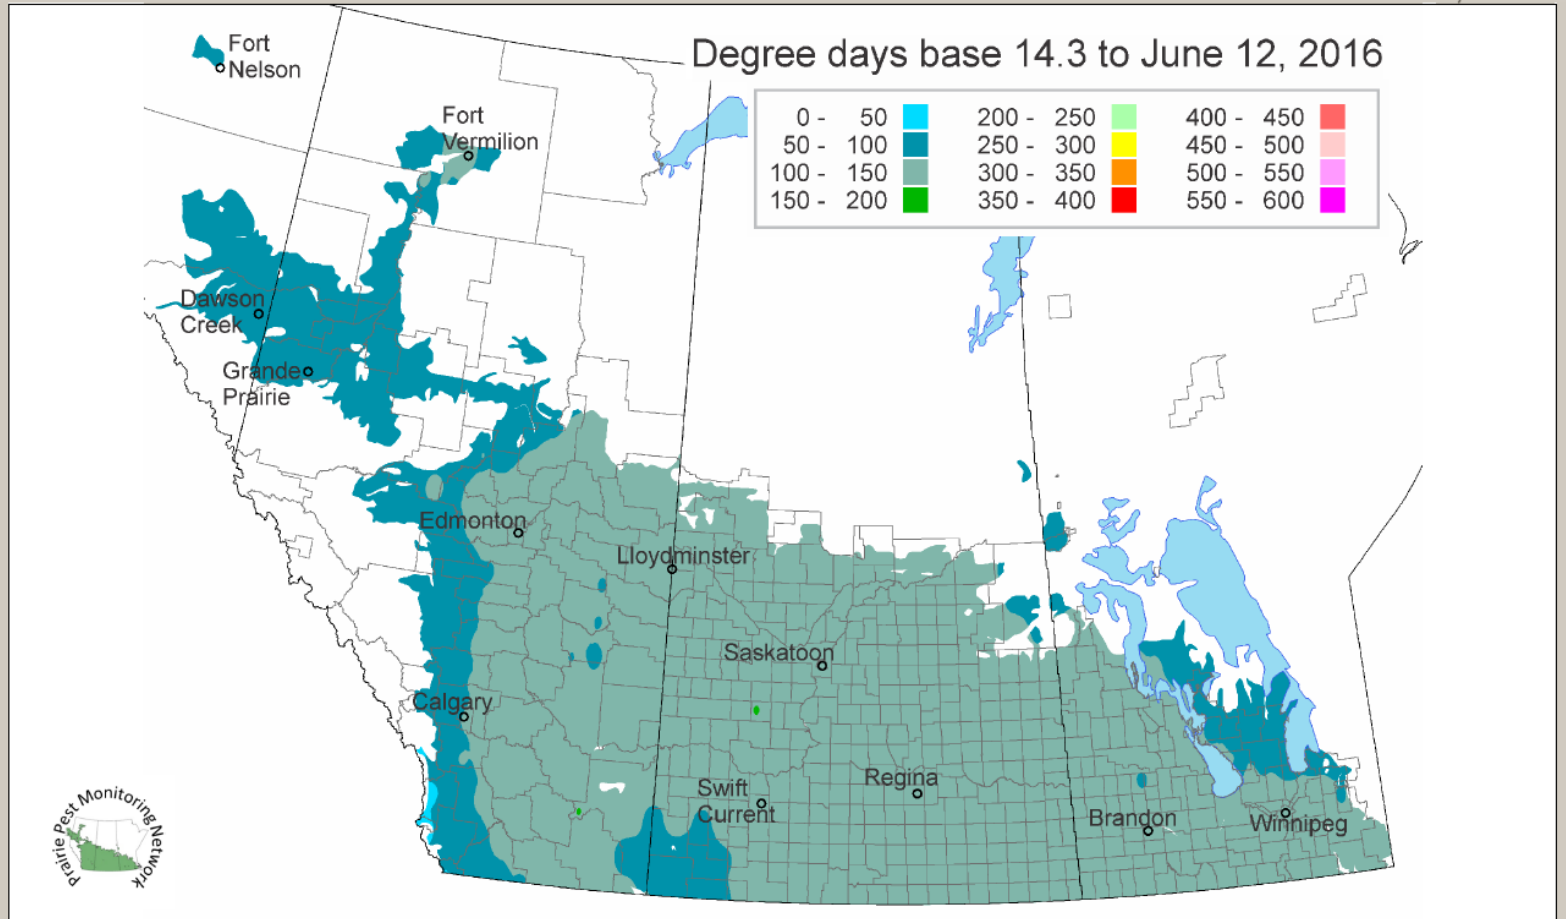 Fort
Nelson
Degree days base 14.3 to June 12, 2016
0 - 50
50 - 100
100 - 150
150 - 200
200 - 250
250 - 300
300 - 350
350 - 400
400 - 450
450 - 500
500 - 550
550 - 600
Fort
Vermilion
Dawson
Creek
Grande
Prairie
Edmonton
Lloydminster
Saskatoon
Calgary
Swift
Current
Regina
Brandon
Winnipeg
Prairie Pest Monitoring Network